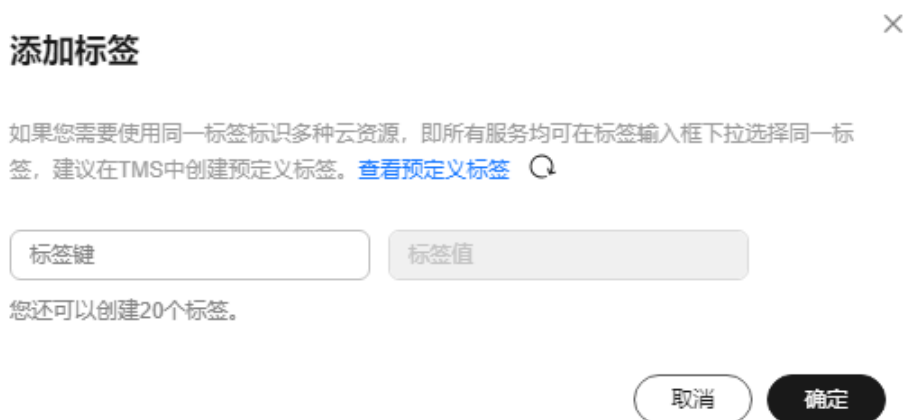 添加标签
如果您需要使用同一标签标识多种云资源，即所有服务均可在标签输入框下拉选择同一标
签，建议在TMS中创建预定义标签。查看预定义标签
标签键
标签值
您还可以创建20个标签。
取消
确定